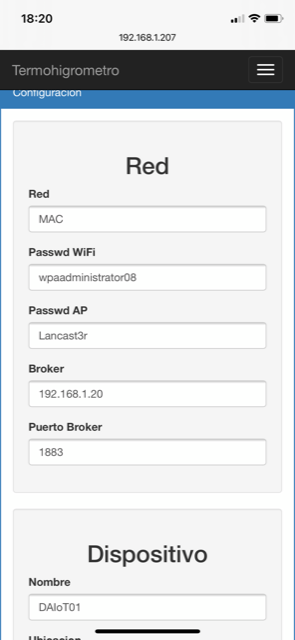 18:20
192.168.1.207
Termohigrometro
Configuracion
Red
Red
MAC
Passwd WiFi
wpaadministrator08
Passwd AP
Lancast3r
Broker
192.168.1.20
Puerto Broker
1883
Dispositivo
Nombre
DAIoT01
Ubicacion